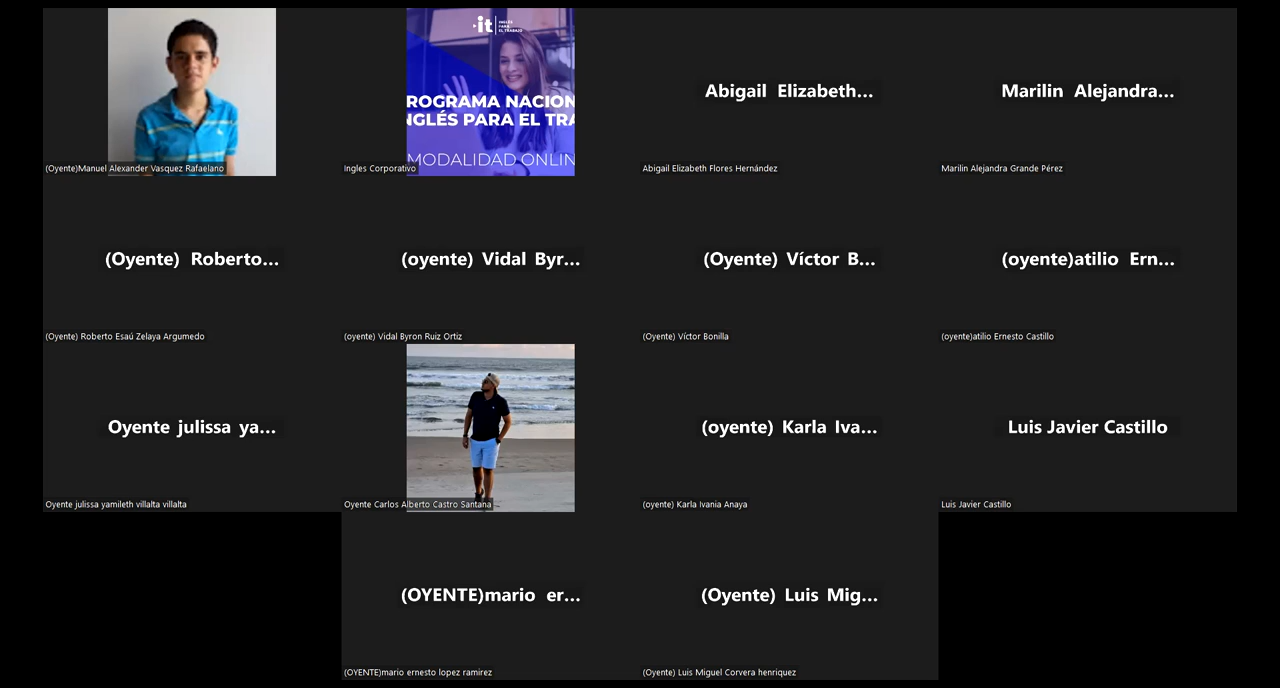 it INGLÉS
PARA
EL TRABAJO
ROGRAMA NACION
NGLÉS PARA EL TRA
MODALIDAD ONLIN
(Oyente)Manuel Alexander Vasquez Rafaelano
Ingles Corporativo
Abigail Elizabeth...
Abigail Elizabeth Flores Hernández
Marilin Alejandra...
Marilin Alejandra Grande Pérez
(Oyente) Roberto...
(Oyente) Roberto Esaú Zelaya Argumedo
(oyente) Vidal Byr...
(oyente) Vidal Byron Ruiz Ortiz
(Oyente) Víctor B...
(Oyente) Víctor Bonilla
(oyente)atilio Ern...
(oyente)atilio Ernesto Castillo
Oyente julissa ya...
Oyente julissa yamileth villalta villalta
Oyente Carlos Alberto Castro Santana
(oyente) Karla Iva...
(oyente) Karla Ivania Anaya
Luis Javier Castillo
Luis Javier Castillo
(OYENTE)mario er...
(OYENTE)mario ernesto lopez ramirez
(Oyente) Luis Mig...
(Oyente) Luis Miguel Corvera henriquez